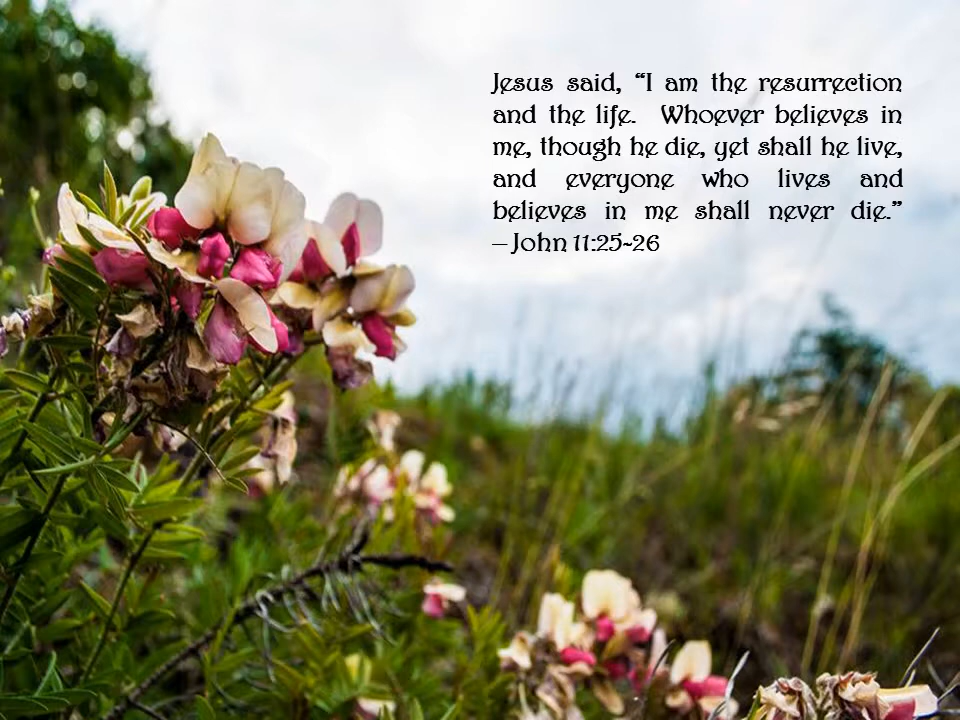 Jesus said, “I am the resurrection
and the life.  Whoever believes in
me, though he die, yet shall he live,
and everyone who lives and
believes in me shall never die.”
– John 11:25-26